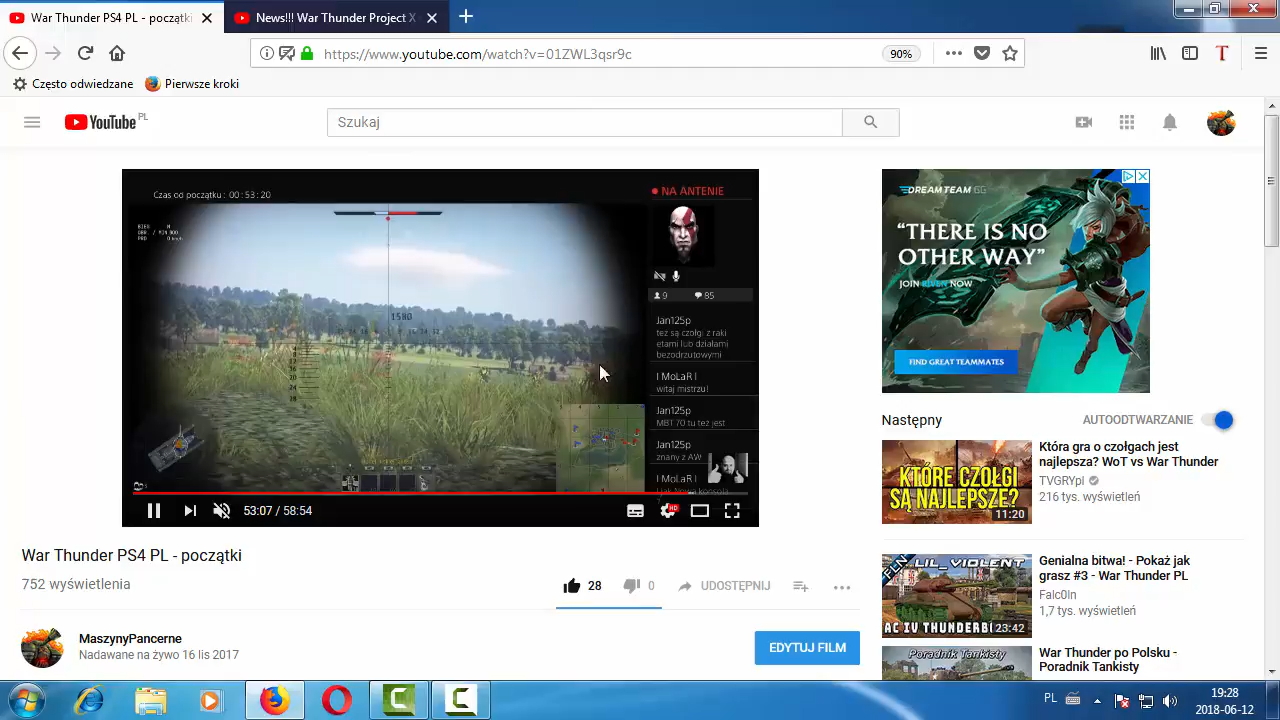 War Thunder PS4 PL - początki
News!!! War Thunder Project X
https://www.youtube.com/watch?v=01ZWL3qsr9c
90%
Często odwiedzane
Pierwsze kroki
YouTube PL
Szukaj
Czas od początku : 00:53:20
NA ANTENIE
9
85
Jan125p
też są czołgi z raki
etami lub działami
bezodrzutowymi
I MoLaR I
witaj mistrzu!
Jan125p
MBT 70 tu też jest
Jan125p
znany z AW
I MoLaR I
53:07 / 58:54
HD
DREAMTEAM GG
“THERE IS NO
OTHER WAY”
JOIN RIVEN NOW
FIND GREAT TEAMMATES
Następny
AUTOODTWARZANIE
KTÓRE CZOŁGI
SĄ NAJLEPSZE?
11:20
Która gra o czołgach jest
najlepsza? WoT vs War Thunder
TVGRYpl
216 tys. wyświetleń
LIL_VIOLENT
AC IV THUNDERB
23:42
Genialna bitwa! - Pokaż jak
grasz #3 - War Thunder PL
Falc0ln
1,7 tys. wyświetleń
Poradnik Tankisty
War Thunder po Polsku -
Poradnik Tankisty
War Thunder PS4 PL - początki
752 wyświetlenia
28
0
UDOSTĘPNIJ
MaszynyPancerne
Nadawane na żywo 16 lis 2017
EDYTUJ FILM
PL
19:28
2018-06-12